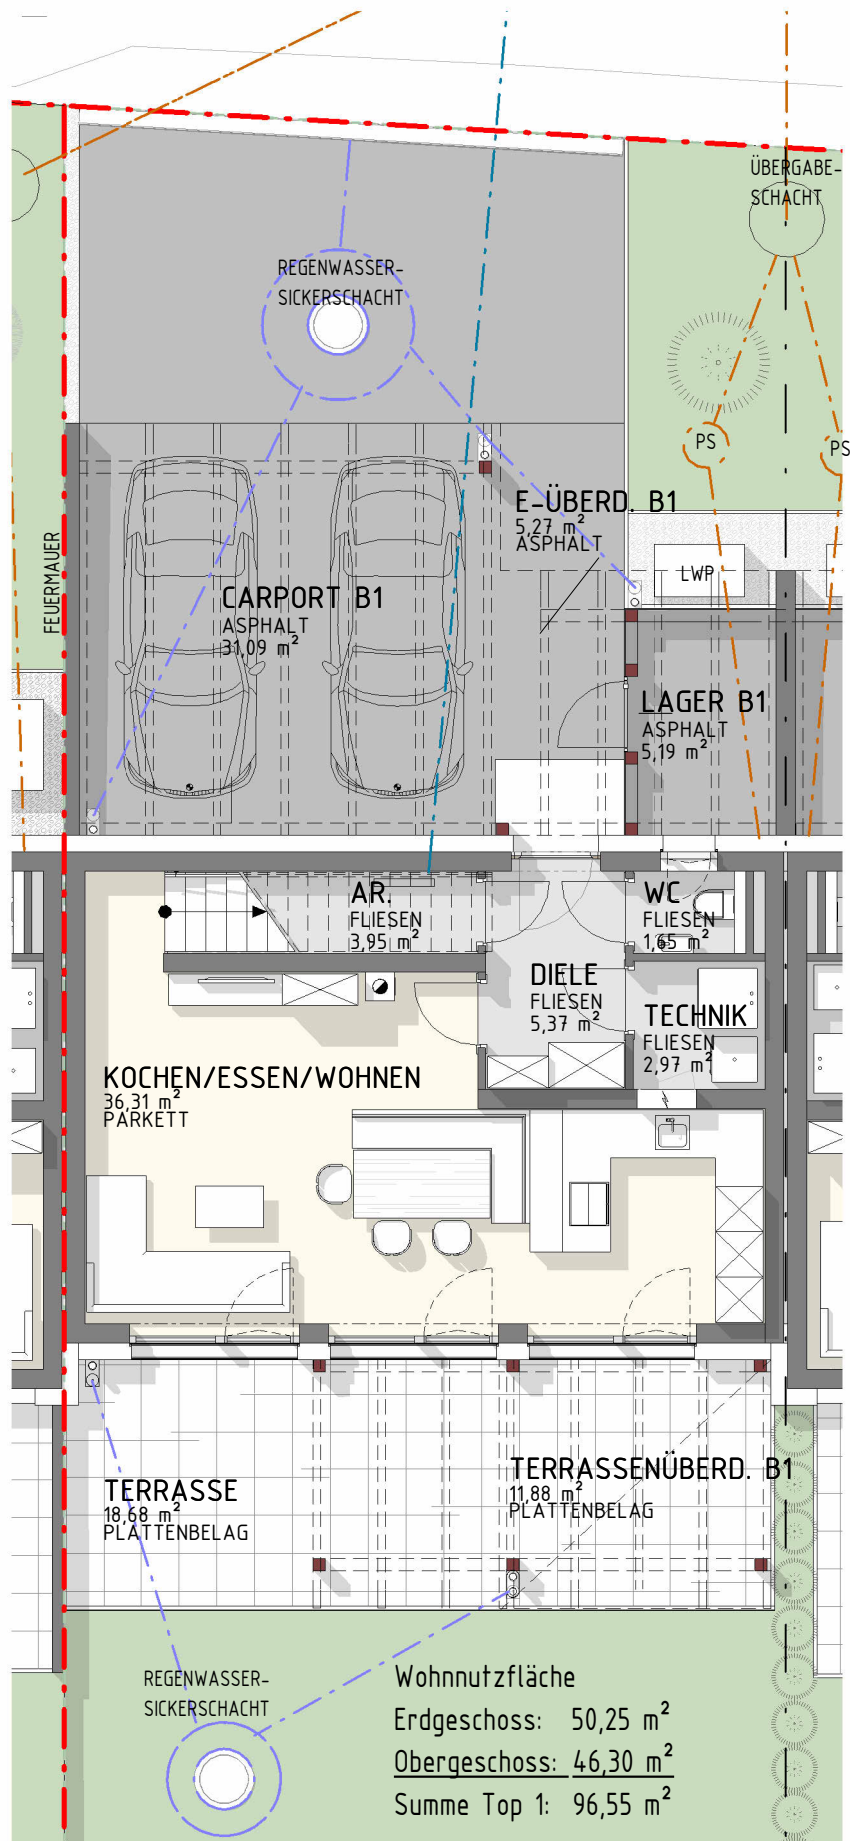 ÜBERGABE-
SCHACHT
REGENWASSER-
SICKERSCHACHT
PS
PS
E-ÜBERD. B1
5,27 m²
ASPHALT
FEUERMAUER
LWP
CARPORT B1
ASPHALT
31,09 m²
LAGER B1
ASPHALT
5,19 m²
AR.
FLIESEN
3,95 m²
WC
FLIESEN
1,65 m²
DIELE
FLIESEN
5,37 m²
TECHNIK
FLIESEN
2,97 m²
KOCHEN/ESSEN/WOHNEN
36,31 m²
PARKETT
TERRASSE
18,68 m²
PLATTENBELAG
TERRASSENÜBERD. B1
11,88 m²
PLATTENBELAG
REGENWASSER-
SICKERSCHACHT
Wohnnutzfläche
Erdgeschoss: 50,25 m²
Obergeschoss: 46,30 m²
Summe Top 1: 96,55 m²